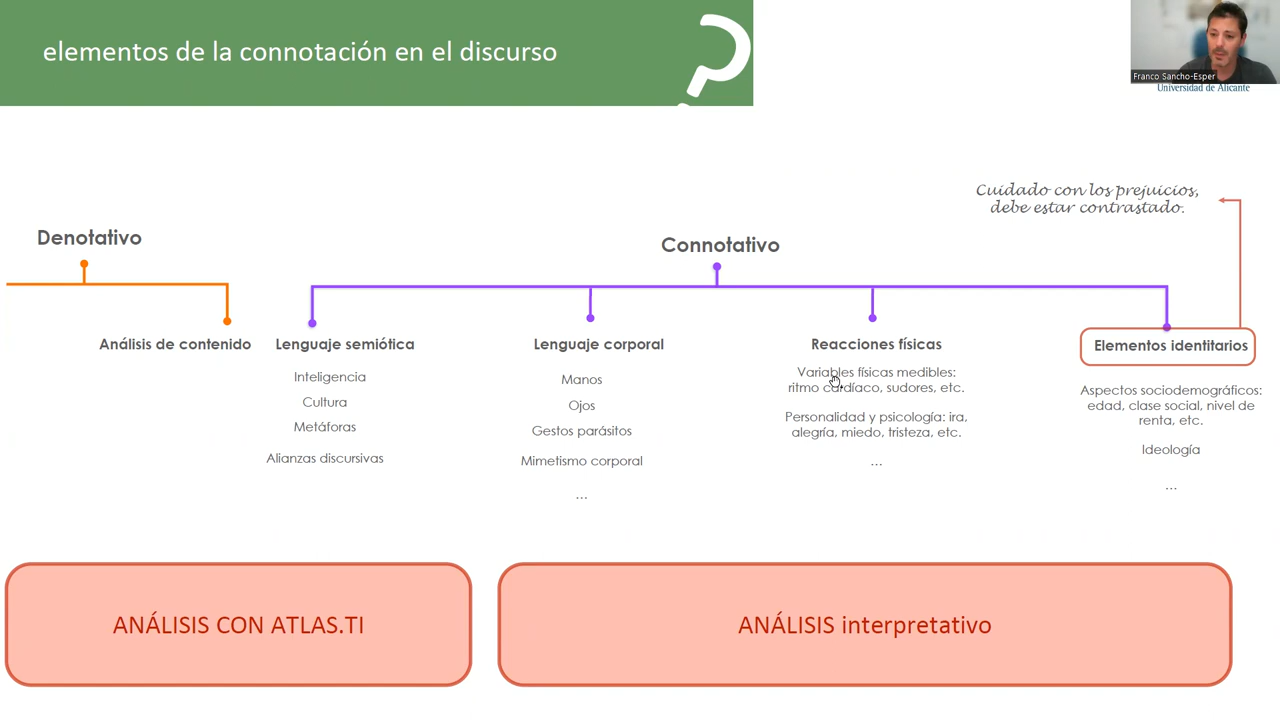 elementos de la connotación en el discurso
Franco Sancho-Esper
Universidad de Alicante
Cuidado con los prejuicios,
debe estar contrastado.
Denotativo
Connotativo
Análisis de contenido
Lenguaje semiótica
Inteligencia
Cultura
Metáforas
Alianzas discursivas
Lenguaje corporal
Manos
Ojos
Gestos parásitos
Mimetismo corporal
...
Reacciones físicas
Variables físicas medibles:
ritmo cardíaco, sudores, etc.
Personalidad y psicología: ira,
alegría, miedo, tristeza, etc.
...
Elementos identitarios
Aspectos sociodemográficos:
edad, clase social, nivel de
renta, etc.
Ideología
...
ANÁLISIS CON ATLAS.TI
ANÁLISIS interpretativo